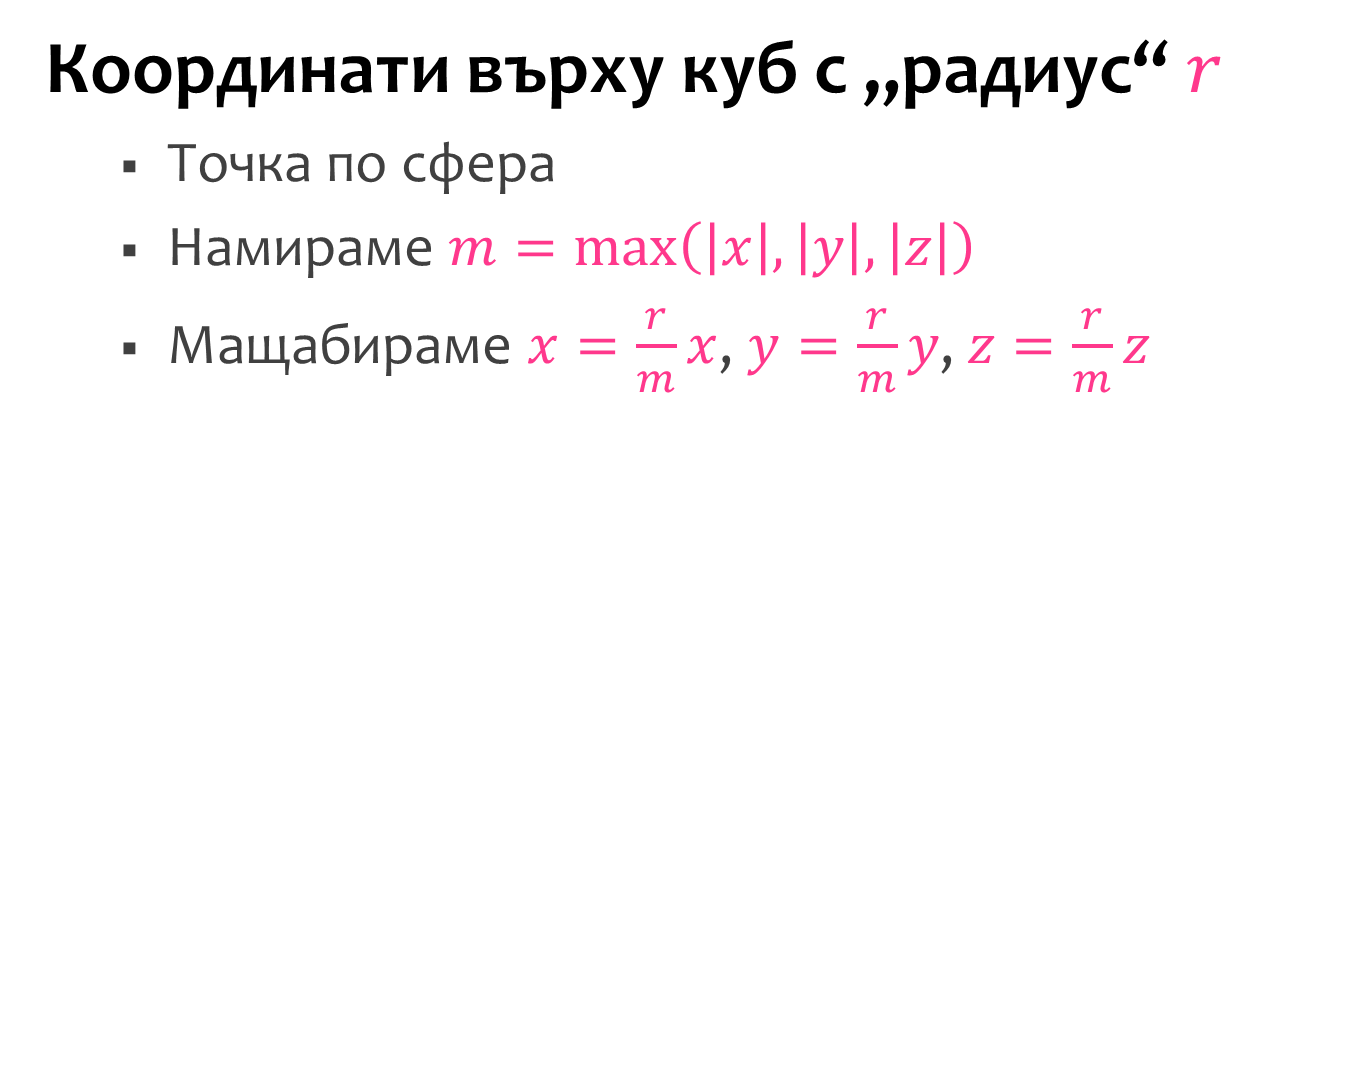 Координати върху куб с „радиус“ r
▪ Точка по сфера
▪ Намираме m = max(|x|, |y|, |z|)
▪ Мащабираме x = r/m x, y = r/m y, z = r/m z